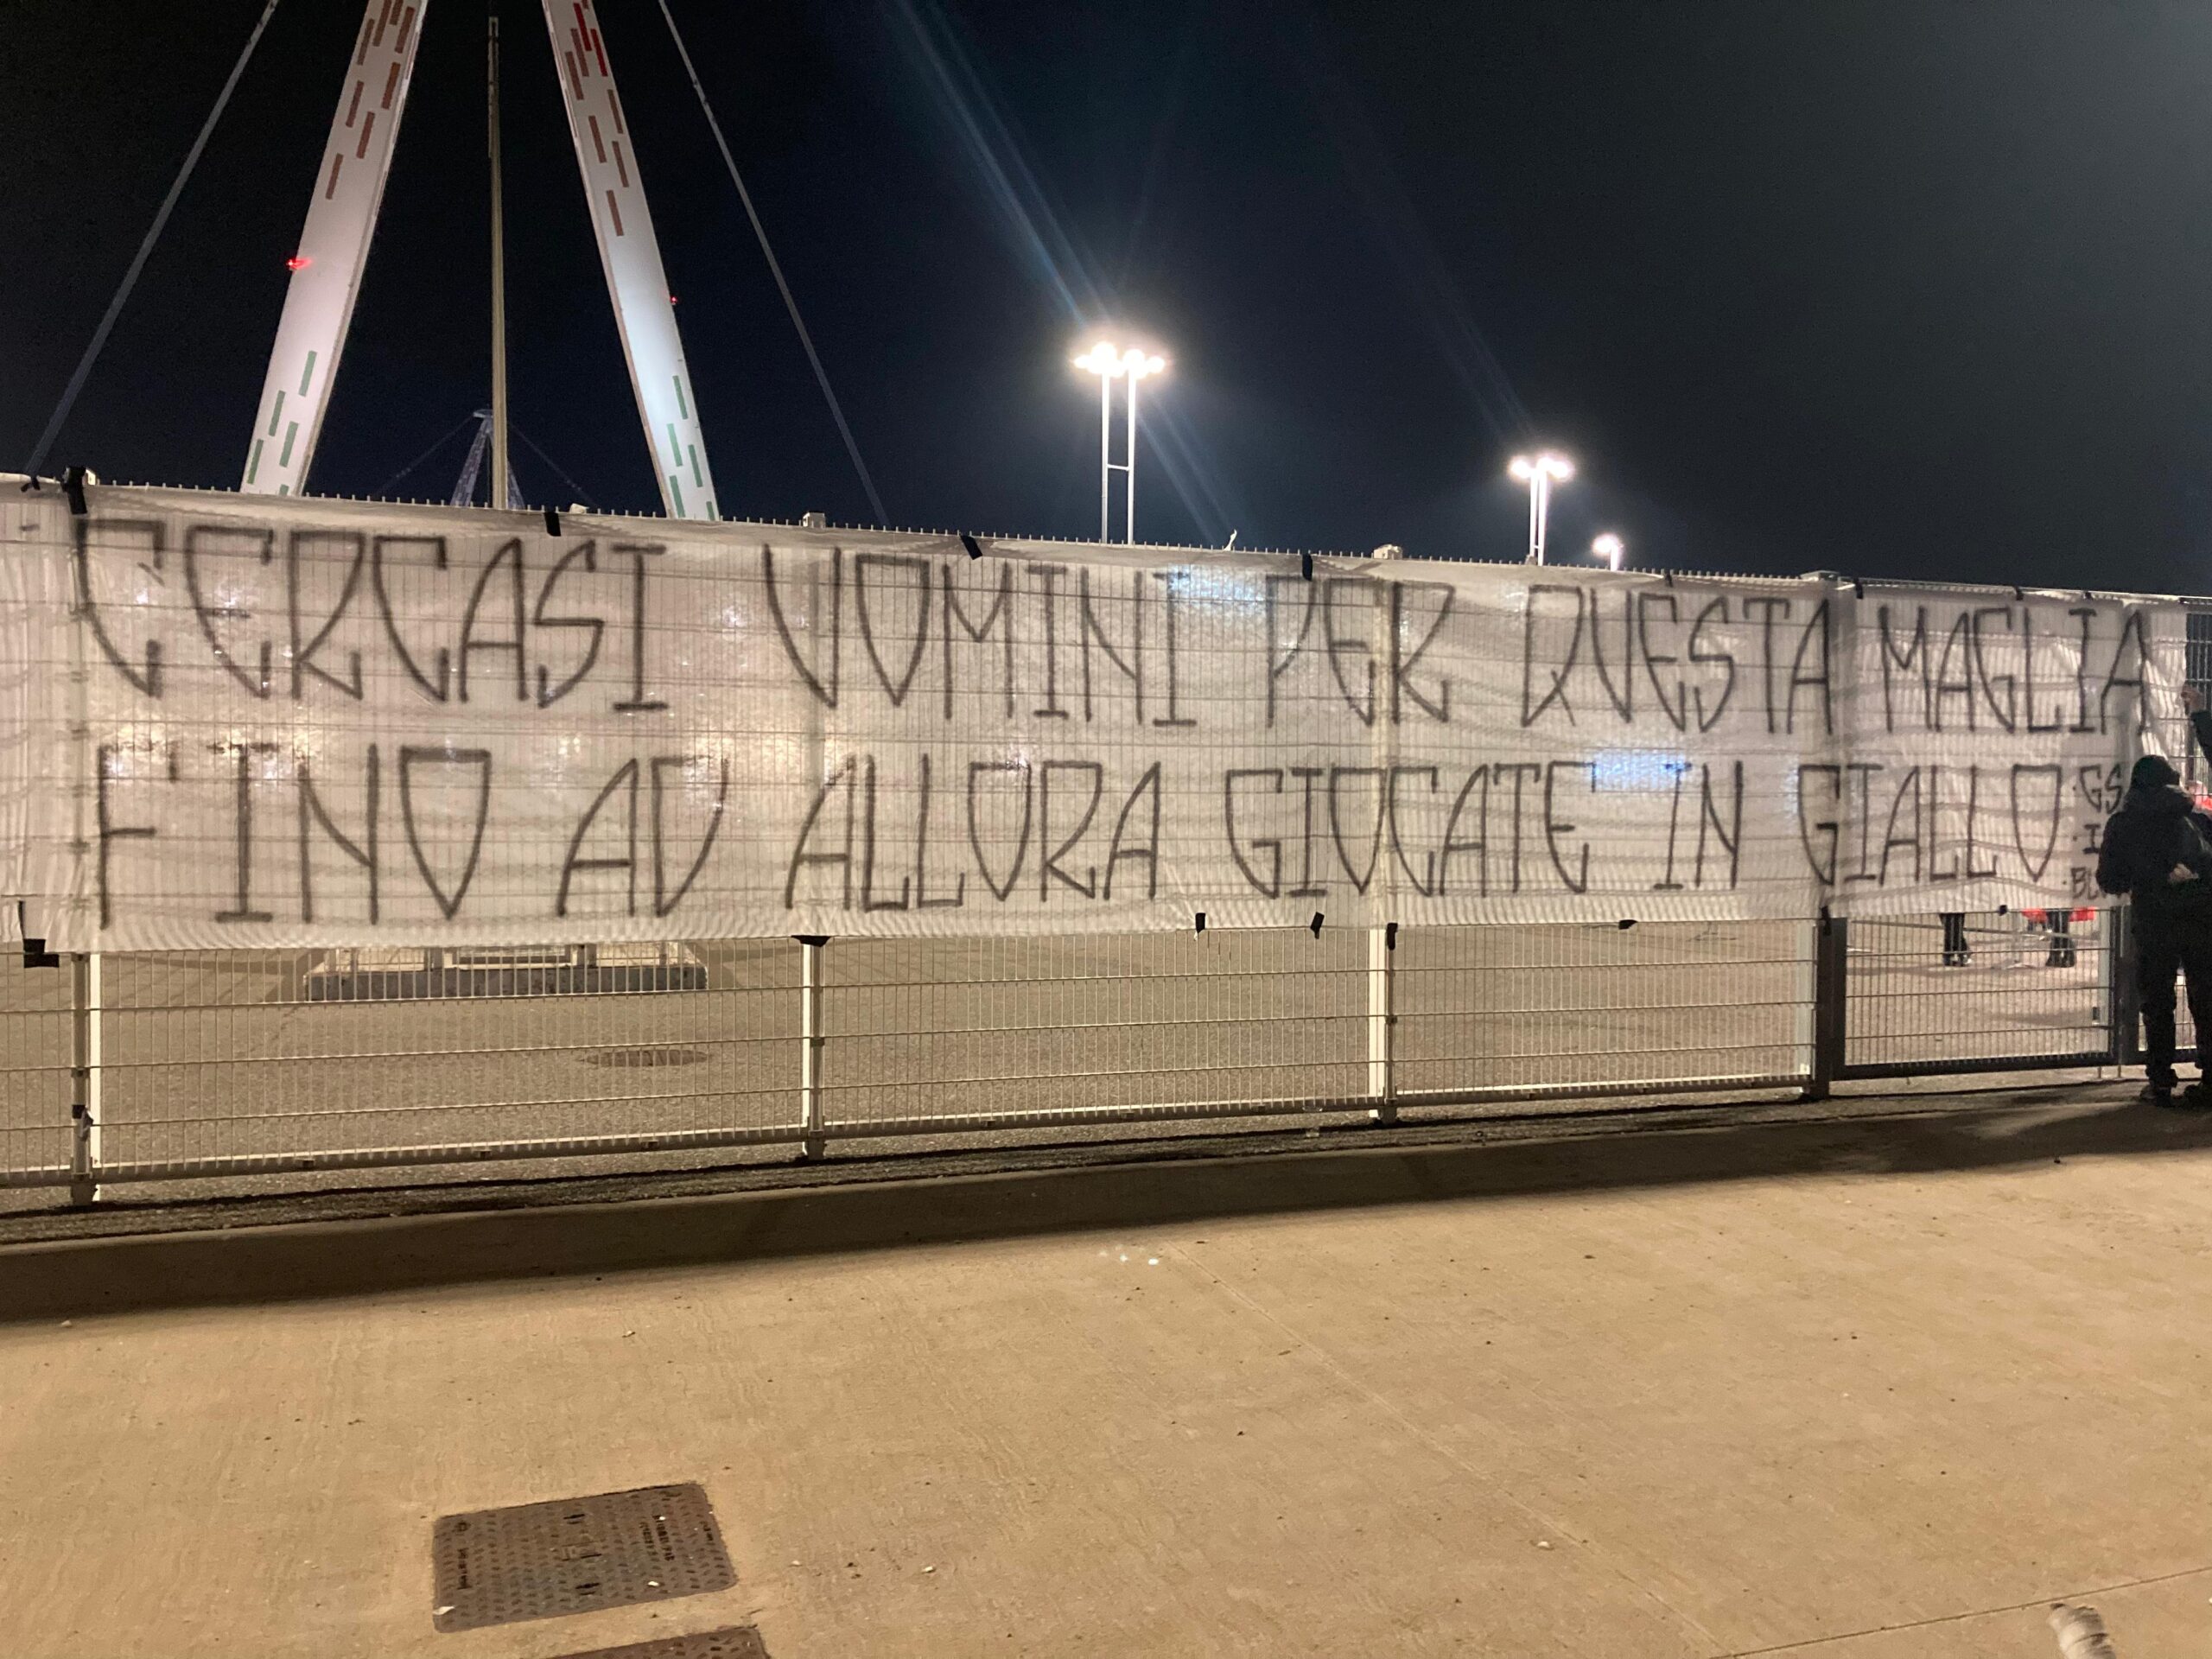 CERCASI UOMINI PER QUESTA MAGLIA
FINO AD ALLORA GIOCATE IN GIALLO